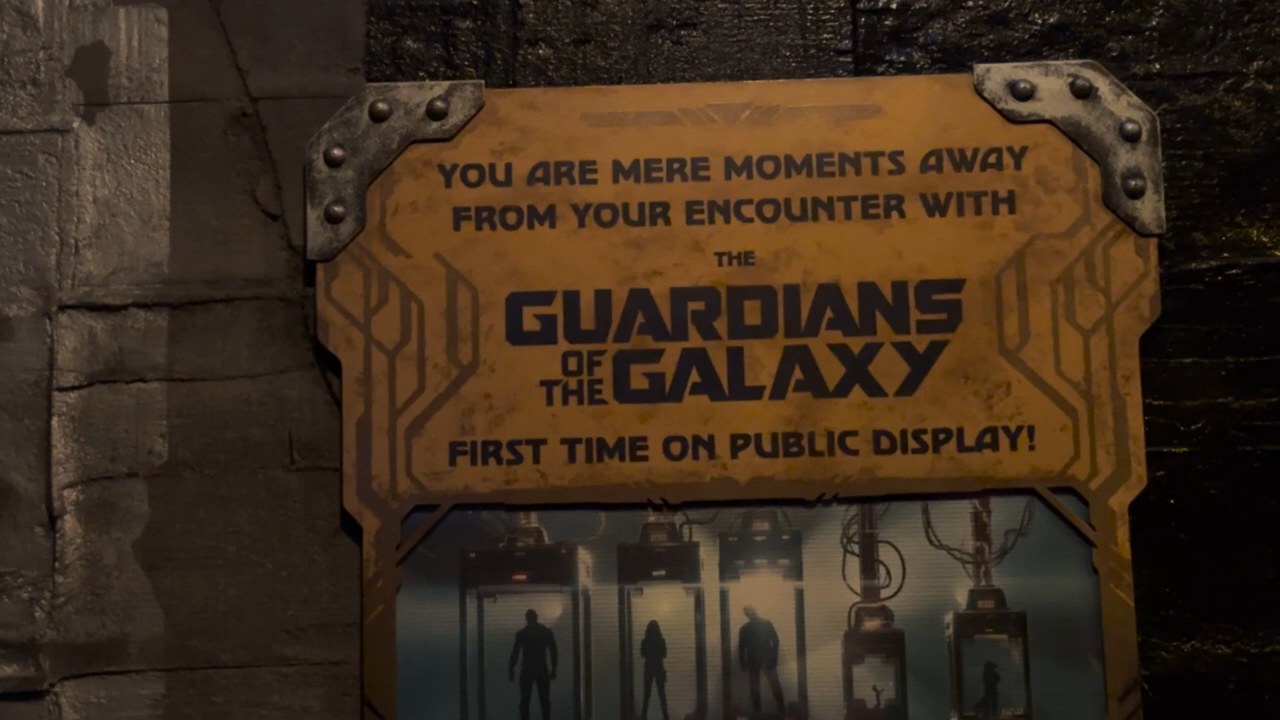 YOU ARE MERE MOMENTS AWAY
FROM YOUR ENCOUNTER WITH
THE
GUARDIANS
OF THE GALAXY
FIRST TIME ON PUBLIC DISPLAY!